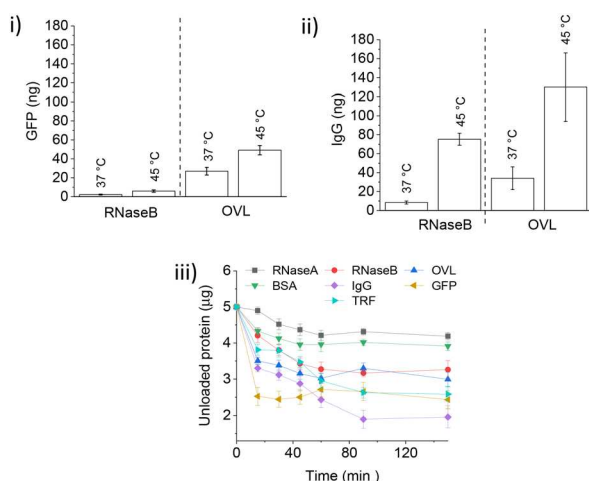 i)
180
160
140
120
100
80
60
40
20
0
GFP (ng)
37 °C
45 °C
37 °C
45 °C
RNaseB
OVL
ii)
180
160
140
120
100
80
60
40
20
0
IgG (ng)
37 °C
45 °C
37 °C
45 °C
RNaseB
OVL
iii)
6
5
4
3
2
Unloaded protein (µg)
RNaseA RNaseB OVL
BSA IgG GFP
TRF
0 40 80 120
Time (min )